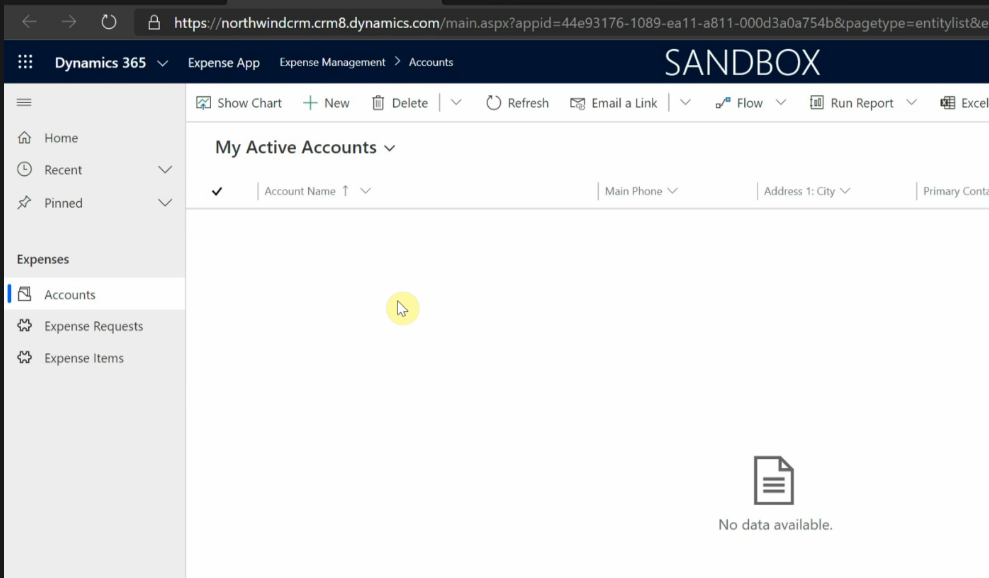 https://northwindcrm.crm8.dynamics.com/main.aspx?appid=44e93176-1089-ea11-a811-000d3a0a754b&pagetype=entitylist&e
Dynamics 365 Expense App Expense Management > Accounts SANDBOX
Show Chart New Delete Refresh Email a Link Flow Run Report Excel
Home
Recent
Pinned
Expenses
Accounts
Expense Requests
Expense Items
My Active Accounts
Account Name ↑ Main Phone Address 1: City Primary Conta
No data available.